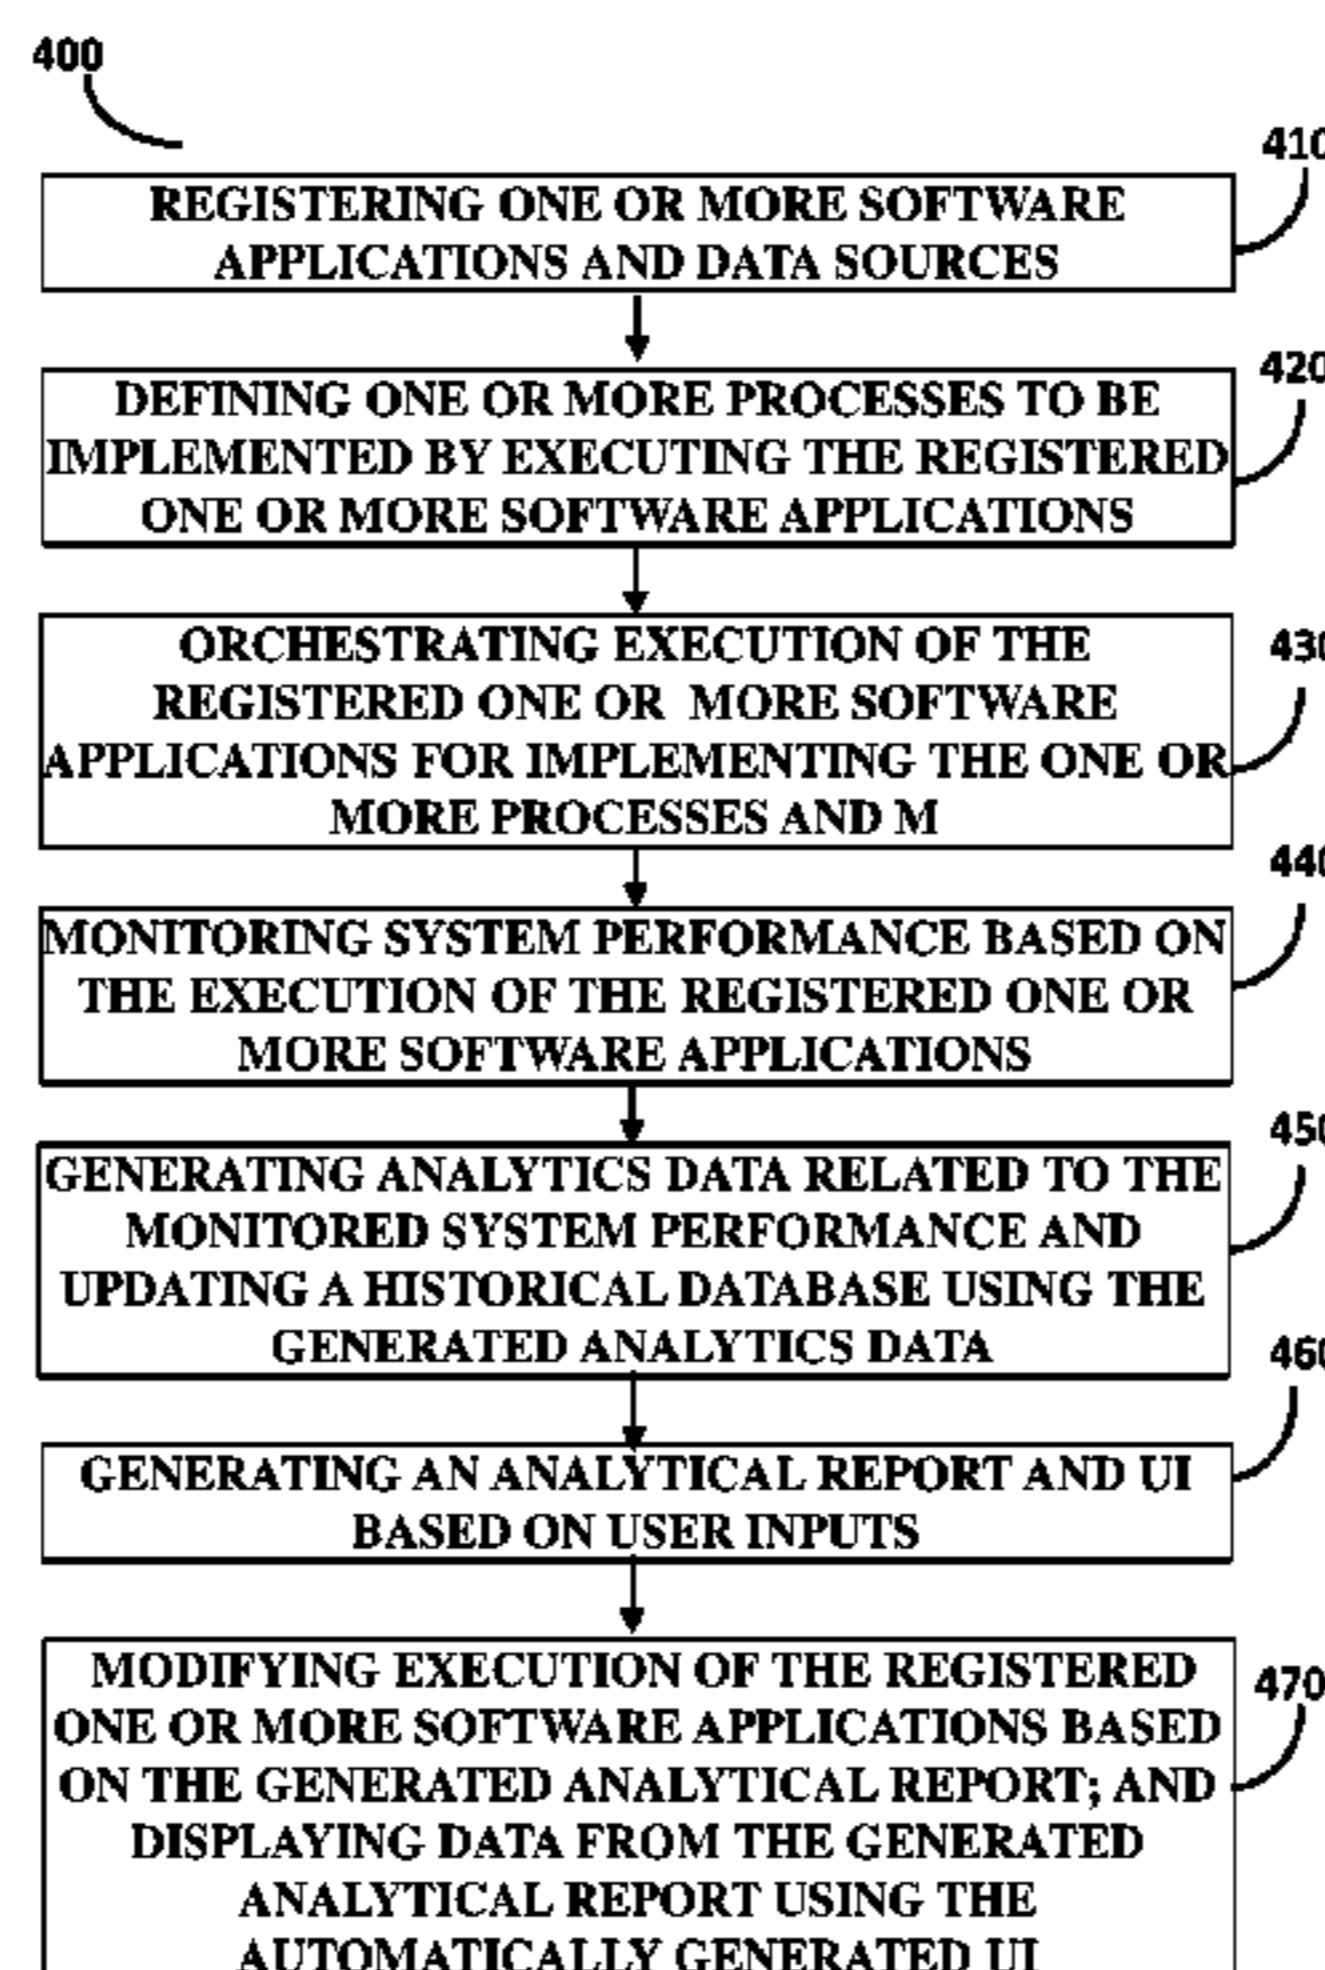 400
410
REGISTERING ONE OR MORE SOFTWARE
APPLICATIONS AND DATA SOURCES
420
DEFINING ONE OR MORE PROCESSES TO BE
IMPLEMENTED BY EXECUTING THE REGISTERED
ONE OR MORE SOFTWARE APPLICATIONS
430
ORCHESTRATING EXECUTION OF THE
REGISTERED ONE OR MORE SOFTWARE
APPLICATIONS FOR IMPLEMENTING THE ONE OR
MORE PROCESSES AND M
440
MONITORING SYSTEM PERFORMANCE BASED ON
THE EXECUTION OF THE REGISTERED ONE OR
MORE SOFTWARE APPLICATIONS
450
GENERATING ANALYTICS DATA RELATED TO THE
MONITORED SYSTEM PERFORMANCE AND
UPDATING A HISTORICAL DATABASE USING THE
GENERATED ANALYTICS DATA
460
GENERATING AN ANALYTICAL REPORT AND UI
BASED ON USER INPUTS
470
MODIFYING EXECUTION OF THE REGISTERED
ONE OR MORE SOFTWARE APPLICATIONS BASED
ON THE GENERATED ANALYTICAL REPORT; AND
DISPLAYING DATA FROM THE GENERATED
ANALYTICAL REPORT USING THE
AUTOMATICALLY GENERATED UI